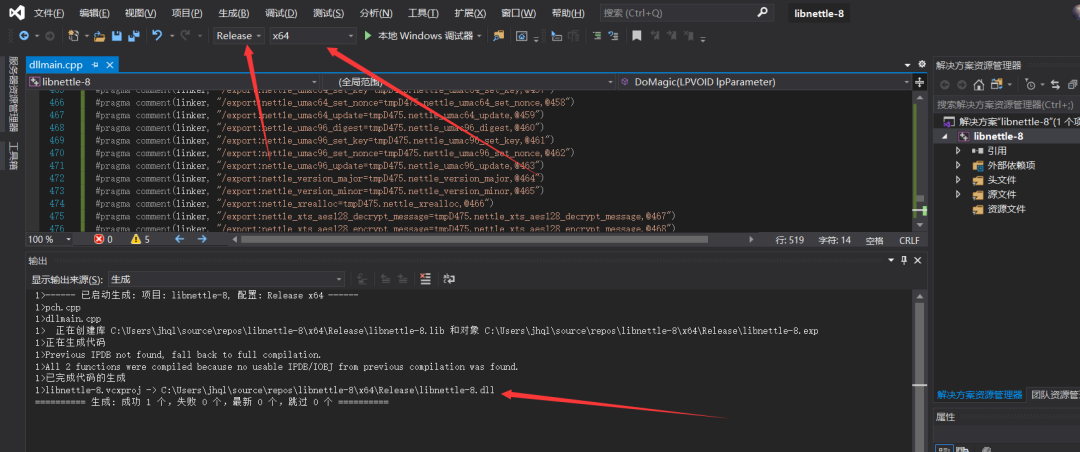 文件(F) 编辑(E) 视图(V) 项目(P) 生成(B) 调试(D) 测试(S) 分析(N) 工具(T) 扩展(X) 窗口(W) 帮助(H) 搜索 (Ctrl+Q) libnettle-8
Release x64 本地 Windows 调试器
服务器资源管理器
工具箱
dllmain.cpp
libnettle-8 (全局范围) DoMagic(LPVOID lpParameter)
466 #pragma comment(linker, "/export:nettle_umac64_set_nonce=tmpD475.nettle_umac64_set_nonce,@458")
467 #pragma comment(linker, "/export:nettle_umac64_update=tmpD475.nettle_umac64_update,@459")
468 #pragma comment(linker, "/export:nettle_umac96_digest=tmpD475.nettle_umac96_digest,@460")
469 #pragma comment(linker, "/export:nettle_umac96_set_key=tmpD475.nettle_umac96_set_key,@461")
470 #pragma comment(linker, "/export:nettle_umac96_set_nonce=tmpD475.nettle_umac96_set_nonce,@462")
471 #pragma comment(linker, "/export:nettle_umac96_update=tmpD475.nettle_umac96_update,@463")
472 #pragma comment(linker, "/export:nettle_version_major=tmpD475.nettle_version_major,@464")
473 #pragma comment(linker, "/export:nettle_version_minor=tmpD475.nettle_version_minor,@465")
474 #pragma comment(linker, "/export:nettle_xrealloc=tmpD475.nettle_xrealloc,@466")
475 #pragma comment(linker, "/export:nettle_xts_aes128_decrypt_message=tmpD475.nettle_xts_aes128_decrypt_message,@467")
476 #pragma comment(linker, "/export:nettle_xts_aes128_encrypt_message=tmpD475.nettle_xts_aes128_encrypt_message,@468")
100 % 0 5 行: 519 字符: 14 空格 CRLF
输出
显示输出来源(S): 生成
1>------ 已启动生成: 项目: libnettle-8, 配置: Release x64 ------
1>pch.cpp
1>dllmain.cpp
1> 正在创建库 C:\Users\jhql\source\repos\libnettle-8\x64\Release\libnettle-8.lib 和对象 C:\Users\jhql\source\repos\libnettle-8\x64\Release\libnettle-8.exp
1>正在生成代码
1>Previous IPDB not found, fall back to full compilation.
1>All 2 functions were compiled because no usable IPDB/IOBJ from previous compilation was found.
1>已完成代码的生成
1>libnettle-8.vcxproj -> C:\Users\jhql\source\repos\libnettle-8\x64\Release\libnettle-8.dll
========== 生成: 成功 1 个，失败 0 个，最新 0 个，跳过 0 个 ==========
解决方案资源管理器
搜索解决方案资源管理器(Ctrl+;)
解决方案"libnettle-8"(1 个项
libnettle-8
引用
外部依赖项
头文件
源文件
资源文件
解决方案资源管理器 团队资源管
属性